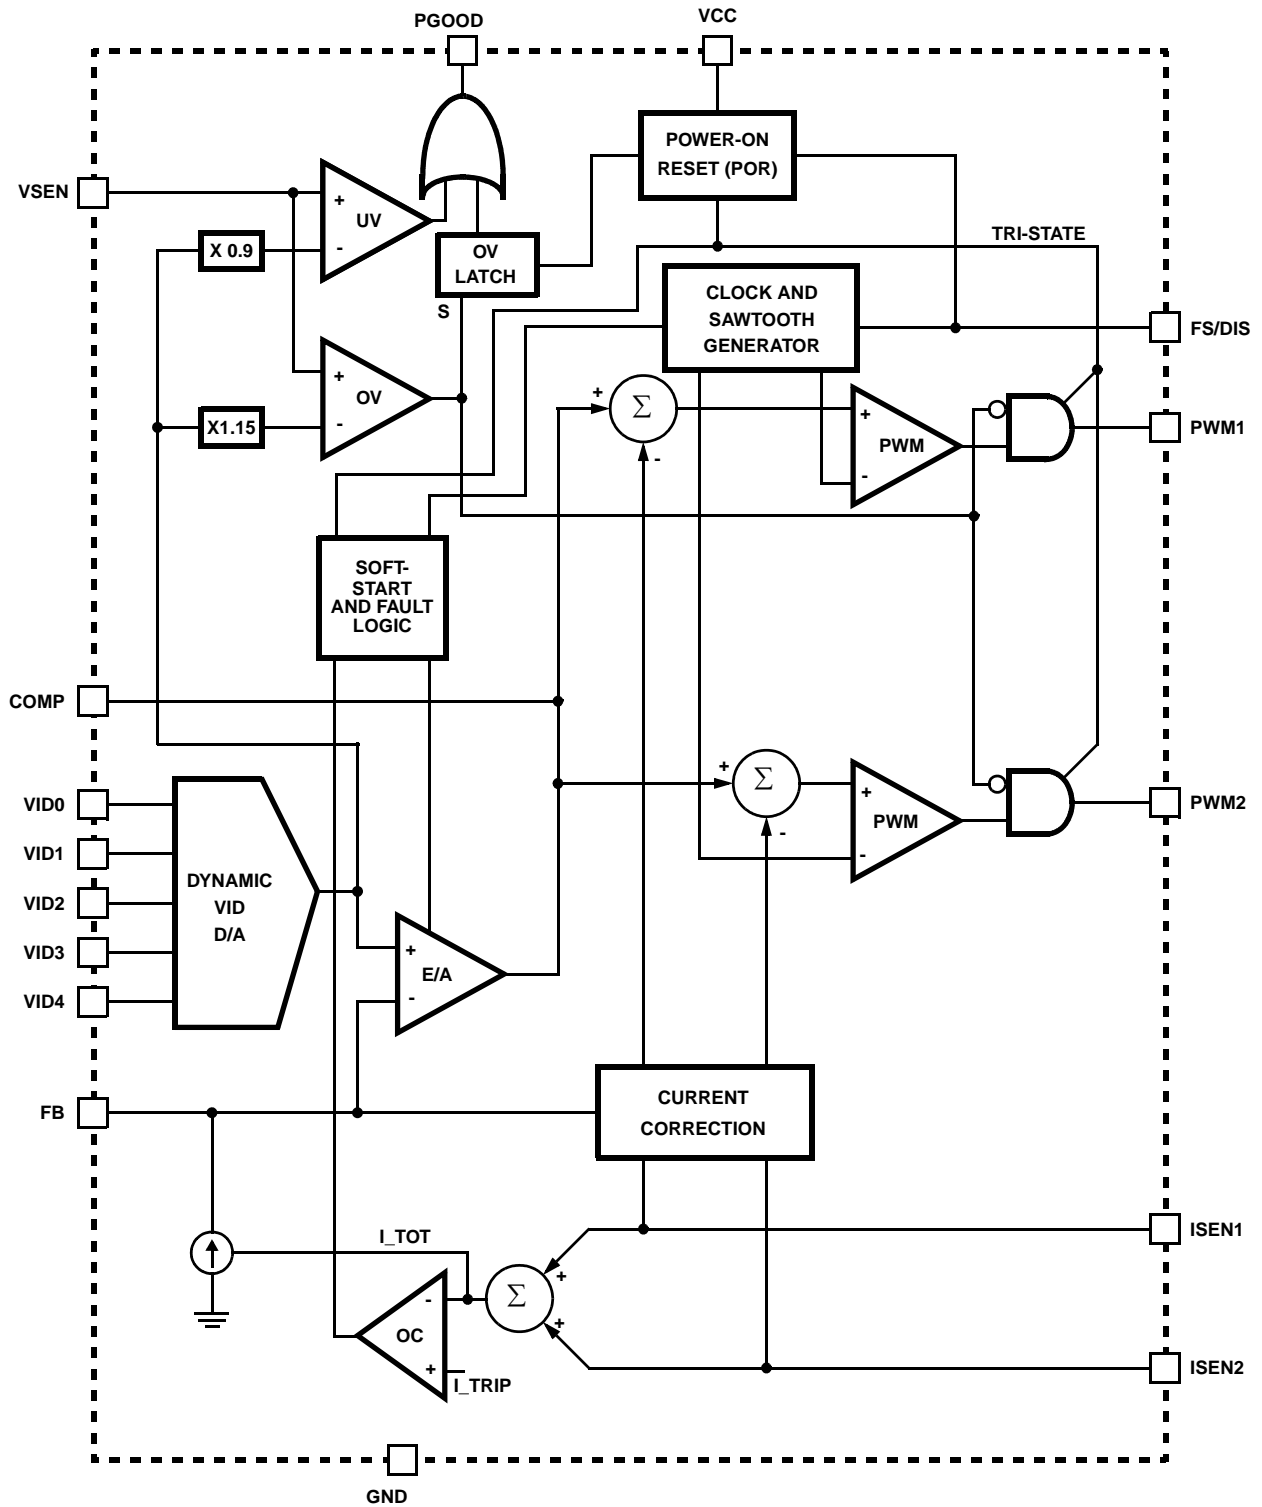 PGOOD
VCC
POWER-ON
RESET (POR)
VSEN
+
UV
-
X 0.9
OV
LATCH
S
TRI-STATE
CLOCK AND
SAWTOOTH
GENERATOR
FS/DIS
+
OV
-
X1.15
+
Σ
-
+
PWM
-
PWM1
SOFT-
START
AND FAULT
LOGIC
COMP
+
Σ
-
+
PWM
-
PWM2
VID0
VID1
VID2
VID3
VID4
DYNAMIC
VID
D/A
+
E/A
-
FB
CURRENT
CORRECTION
I_TOT
ISEN1
+
Σ
+
-
OC
+
I_TRIP
ISEN2
GND